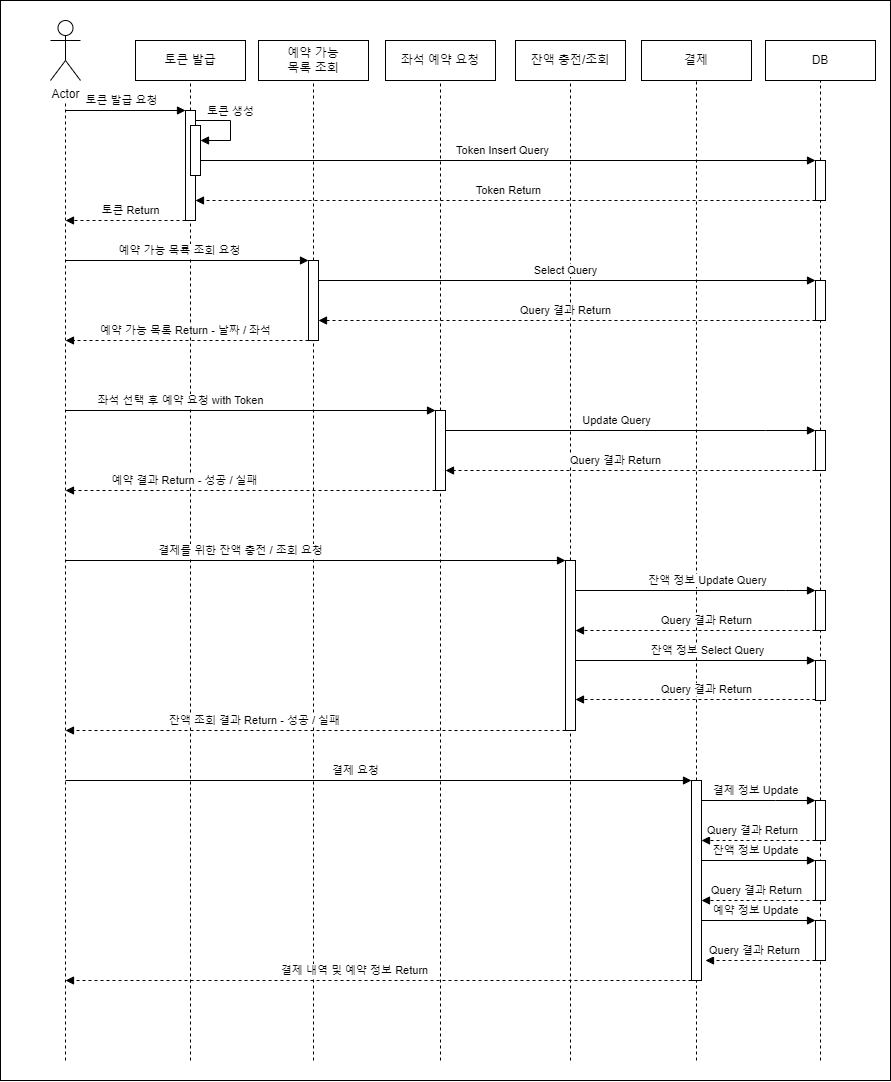 토큰 발급
예약 가능
목록 조회
좌석 예약 요청
잔액 충전/조회
결제
DB
Actor
토큰 발급 요청
토큰 생성
Token Insert Query
Token Return
토큰 Return
예약 가능 목록 조회 요청
Select Query
Query 결과 Return
예약 가능 목록 Return - 날짜 / 좌석
좌석 선택 후 예약 요청 with Token
Update Query
Query 결과 Return
예약 결과 Return - 성공 / 실패
결제를 위한 잔액 충전 / 조회 요청
잔액 정보 Update Query
Query 결과 Return
잔액 정보 Select Query
Query 결과 Return
잔액 조회 결과 Return - 성공 / 실패
결제 요청
결제 정보 Update
Query 결과 Return
잔액 정보 Update
Query 결과 Return
예약 정보 Update
Query 결과 Return
결제 내역 및 예약 정보 Return